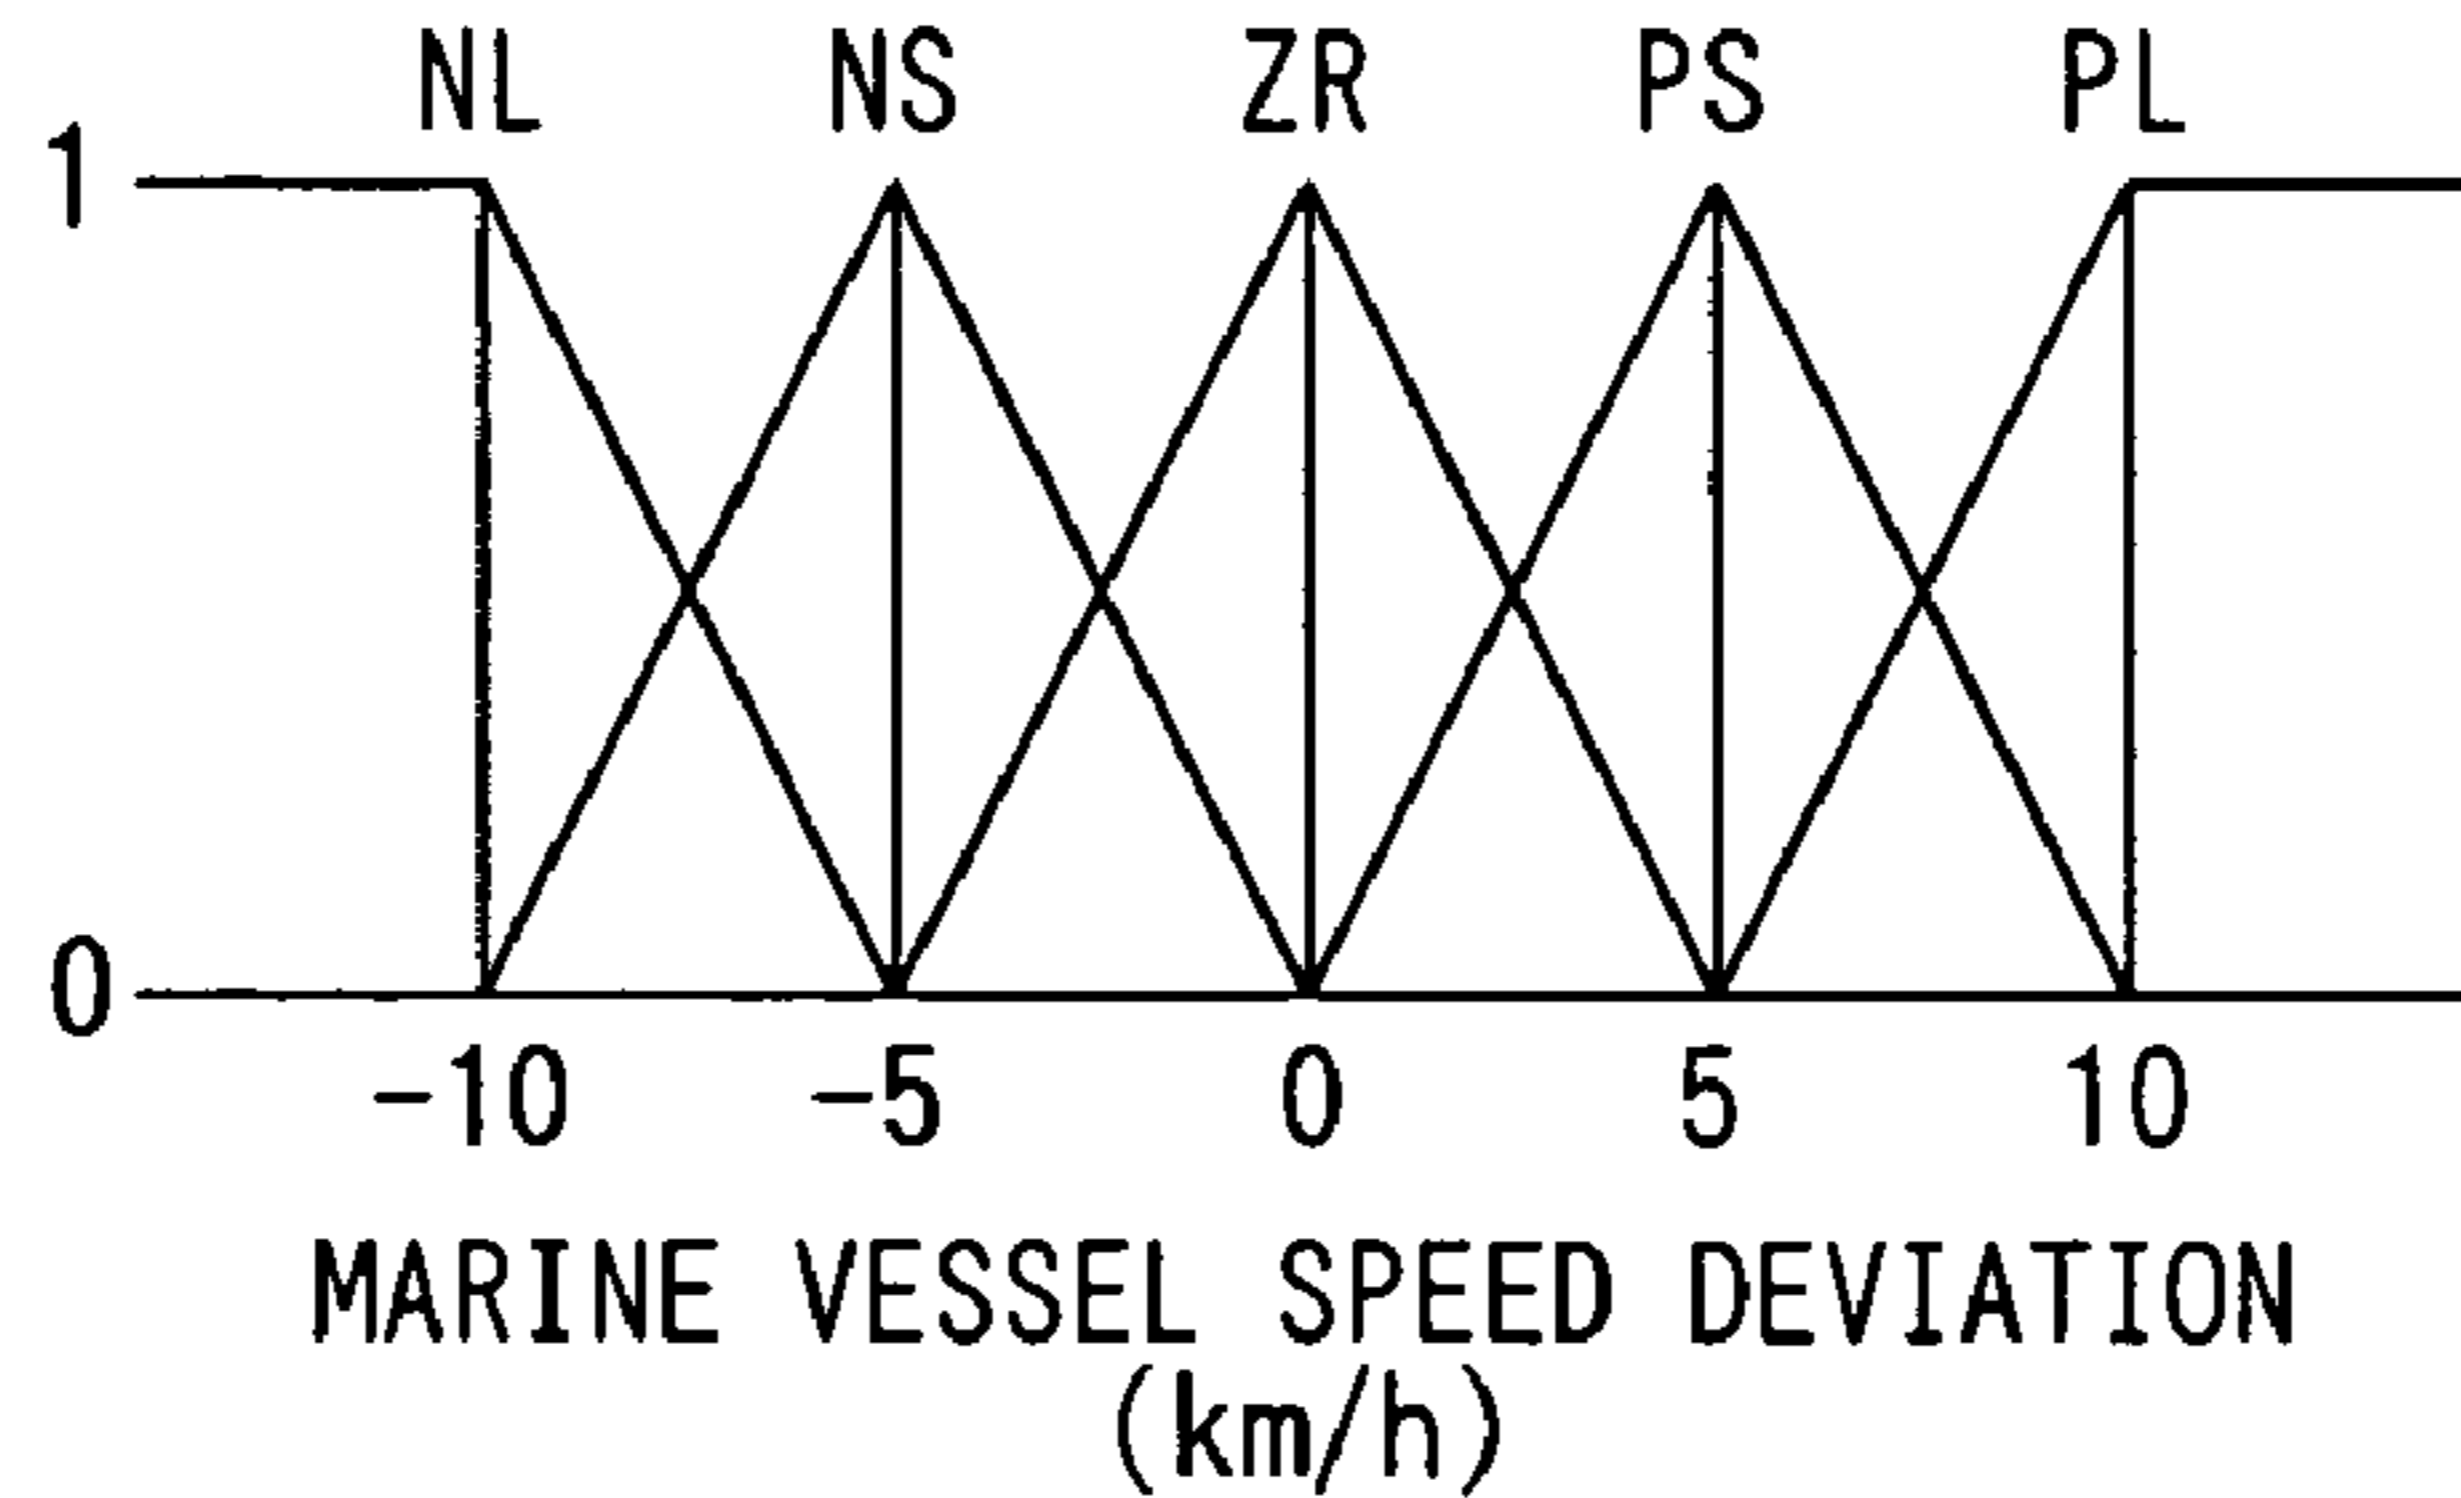 NL NS ZR PS PL
1
0
-10 -5 0 5 10
MARINE VESSEL SPEED DEVIATION
(km/h)